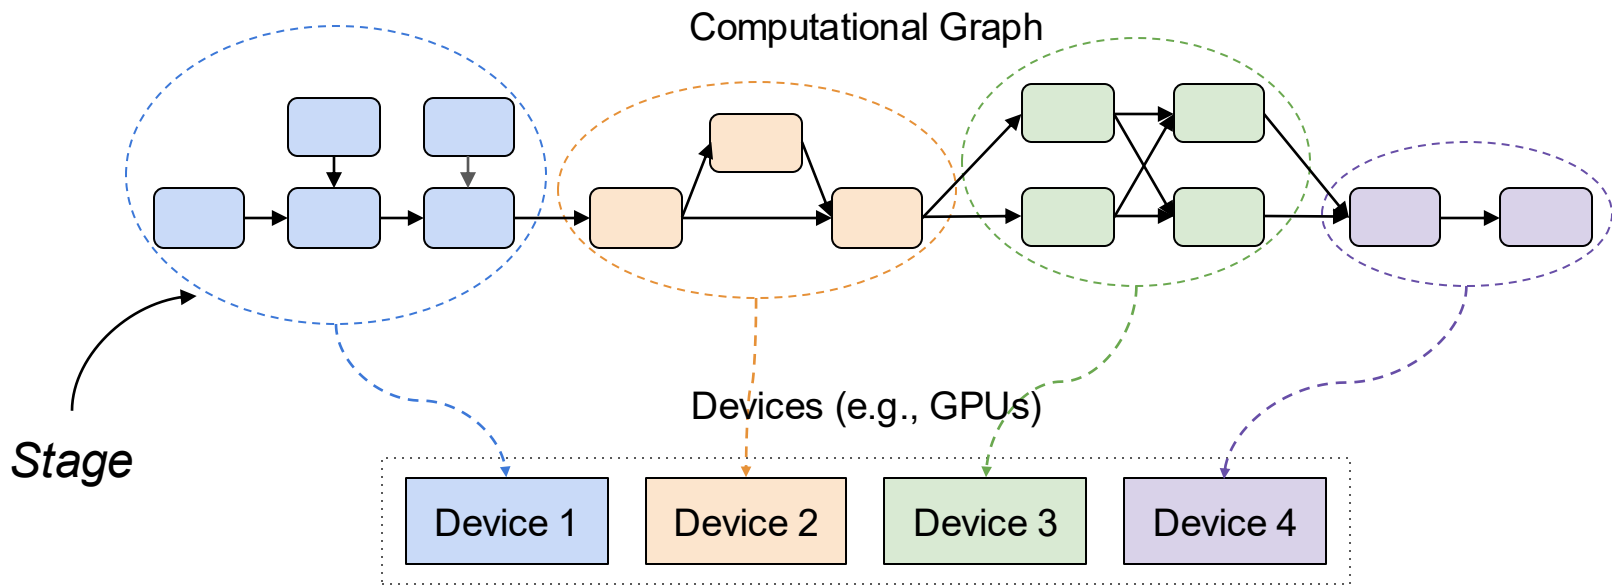 Computational Graph
Devices (e.g., GPUs)
Stage
Device 1
Device 2
Device 3
Device 4